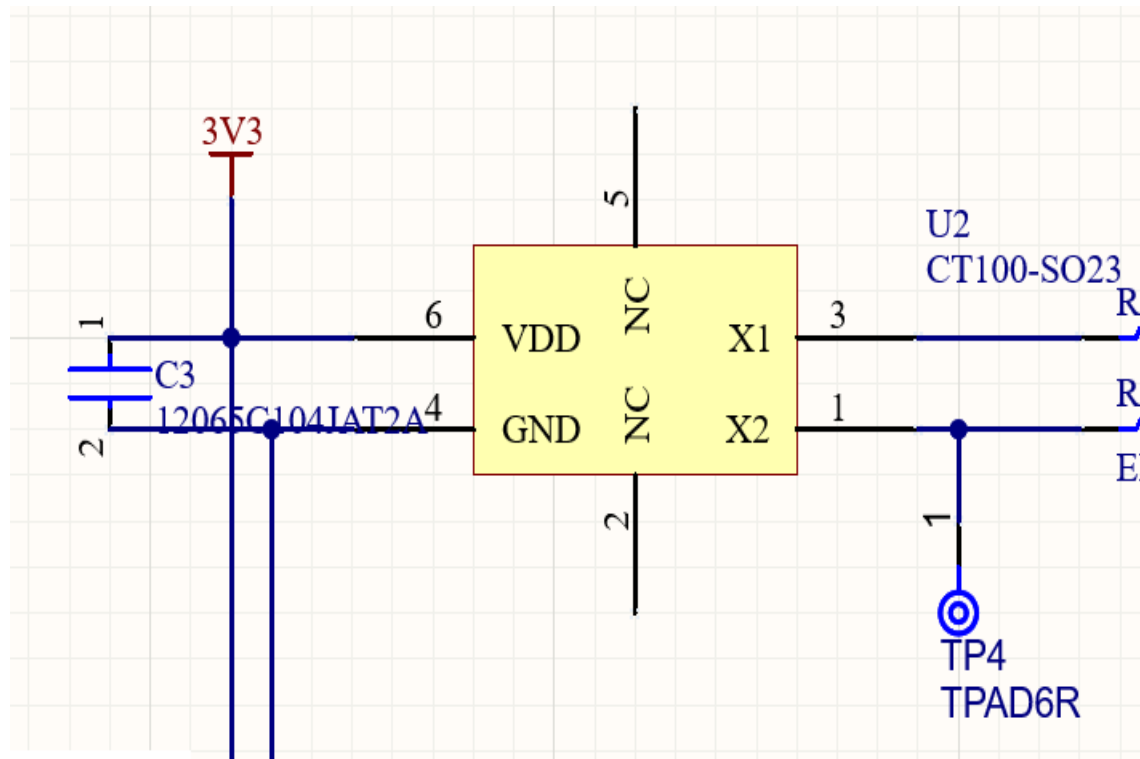 3V3
5
U2
CT100-SO23
R
1
6
VDD
NC
X1
3
C3
12065C104JAT2A
4
GND
NC
X2
1
R
2
E
2
1
TP4
TPAD6R